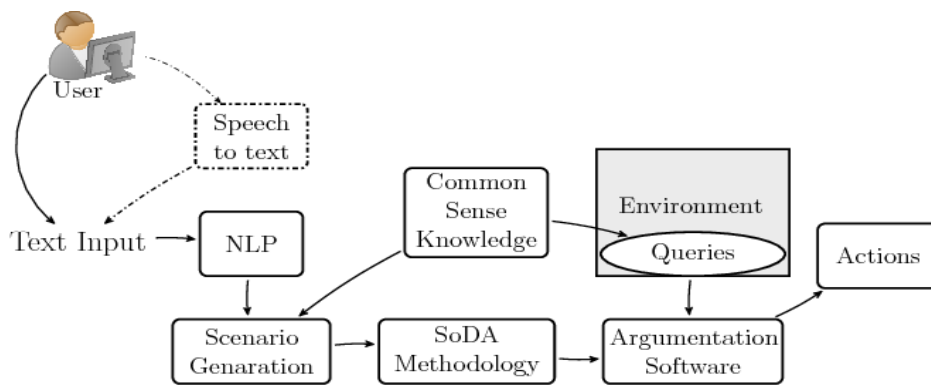 User
Speech
to text
Text Input
NLP
Common
Sense
Knowledge
Environment
Queries
Actions
Scenario
Genaration
SoDA
Methodology
Argumentation
Software